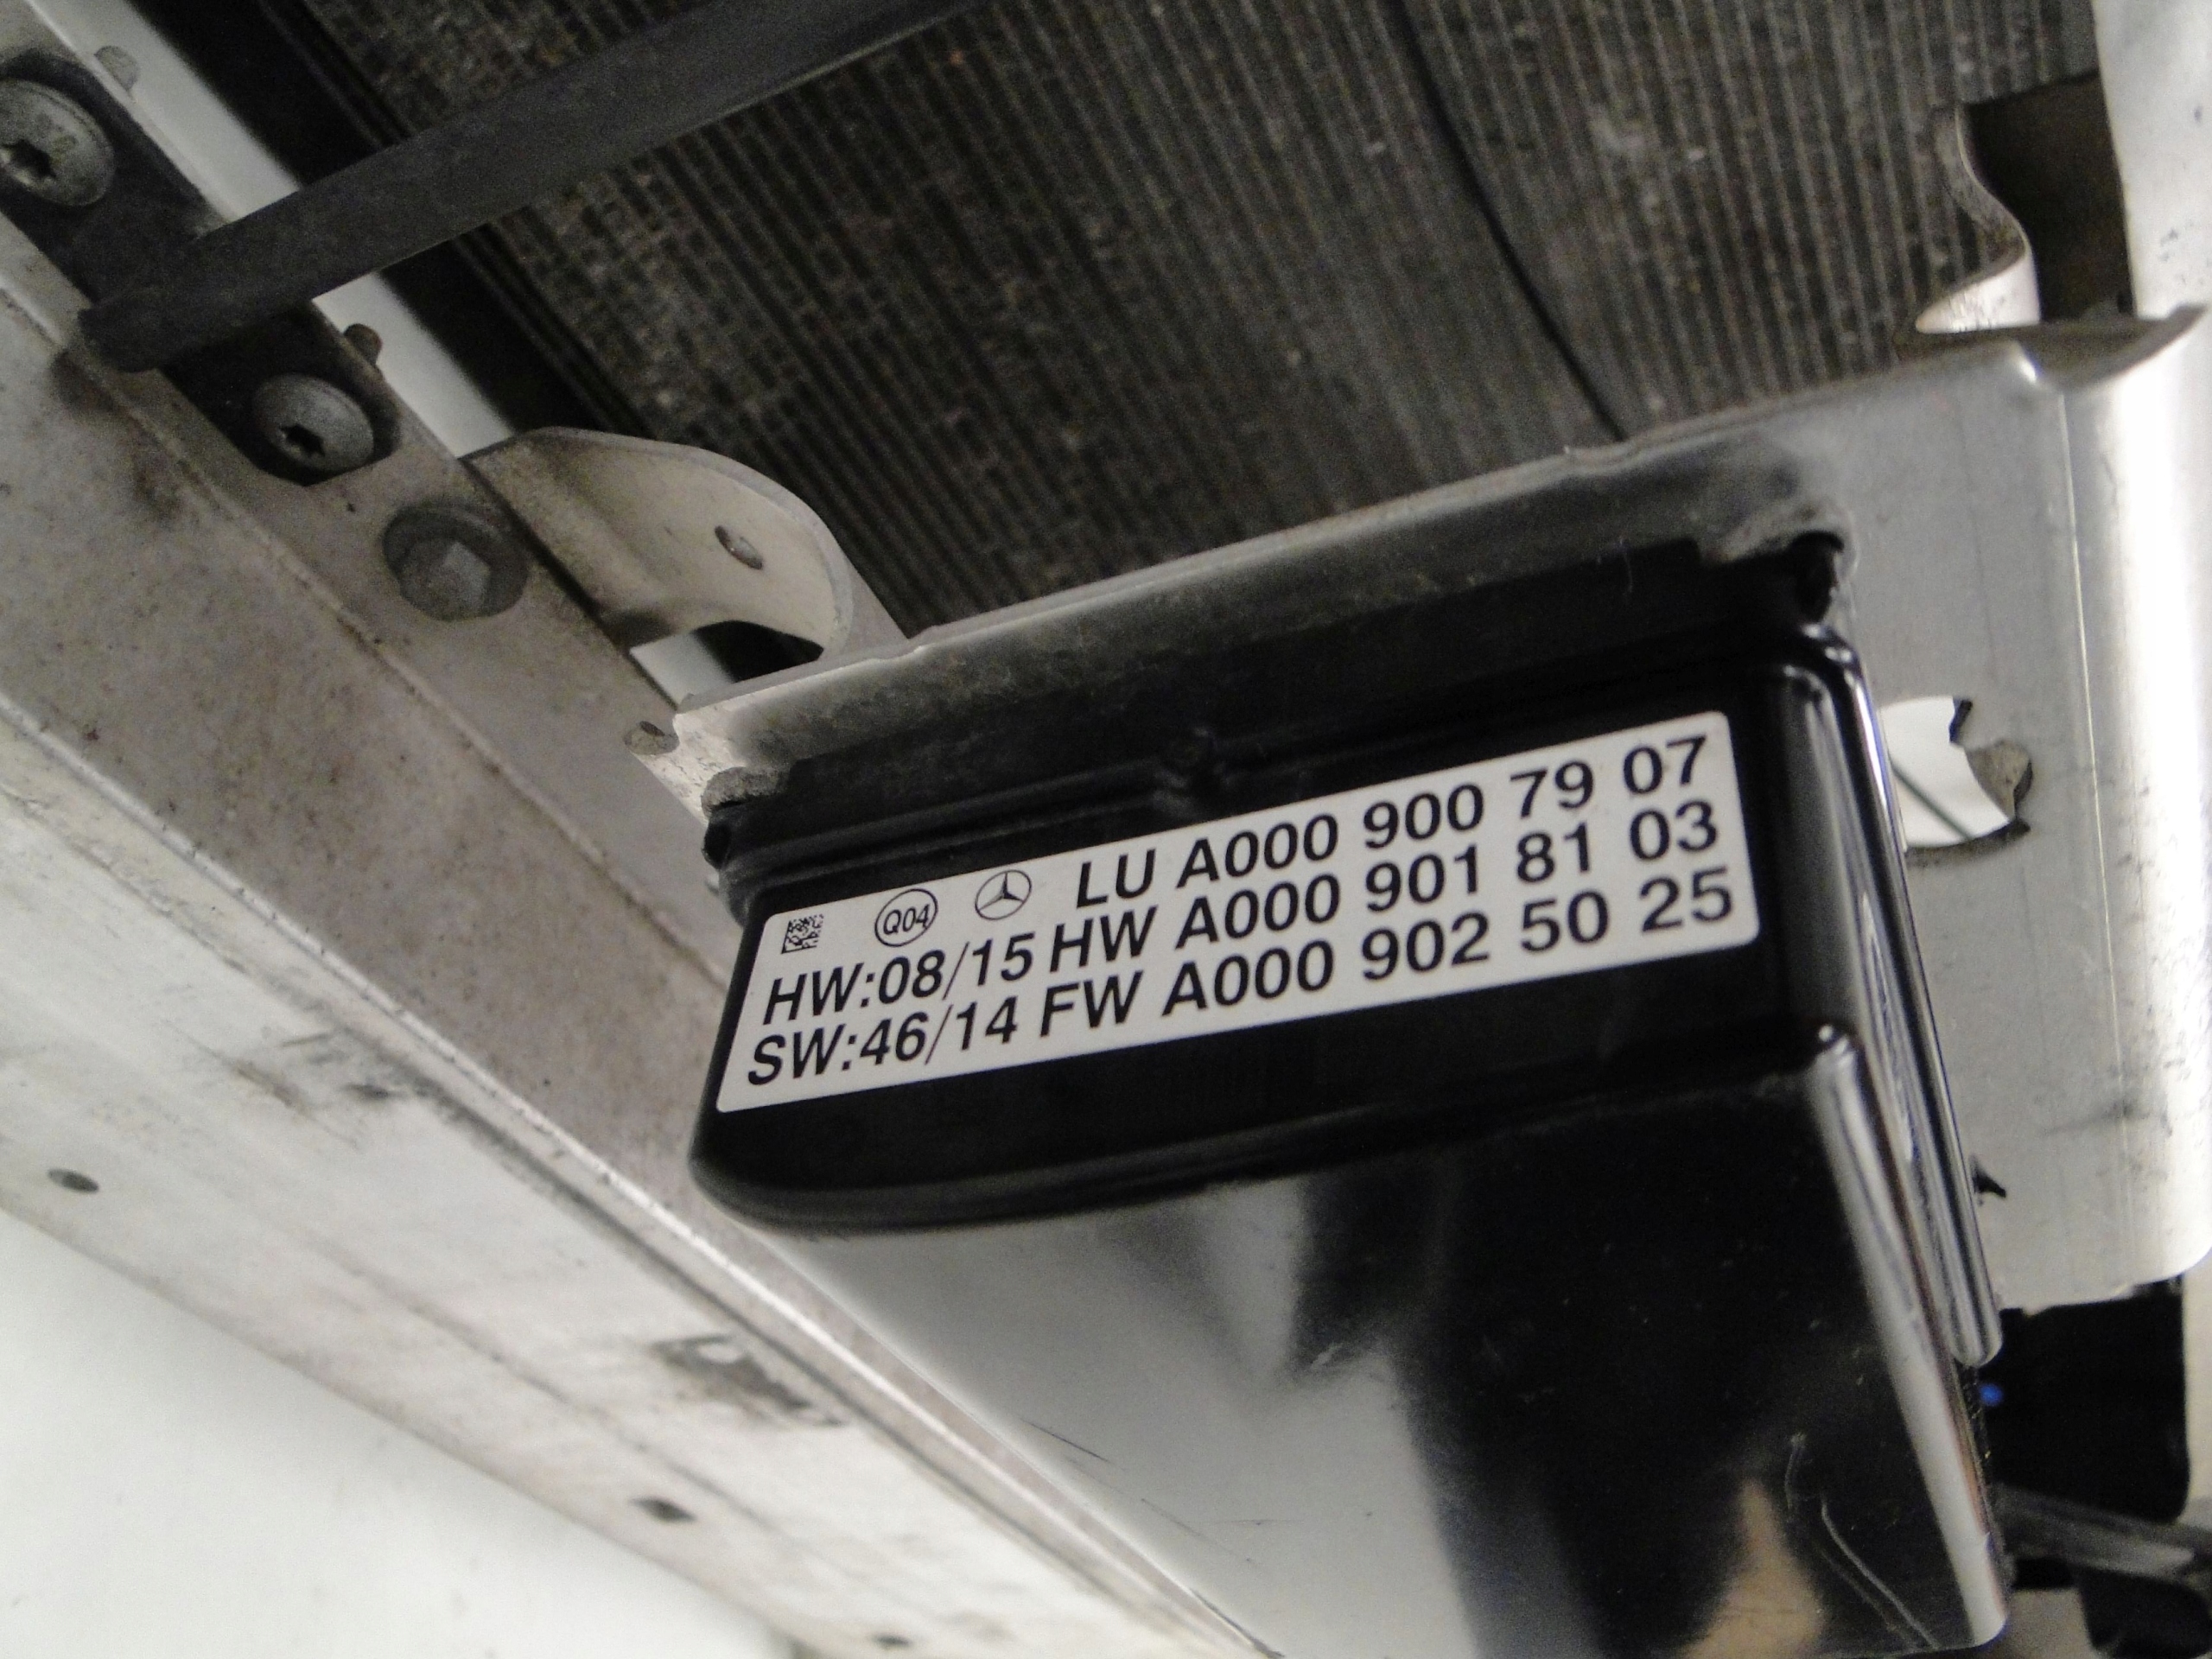 Q04 LU A000 900 79 07
HW:08/15 HW A000 901 81 03
SW:46/14 FW A000 902 50 25